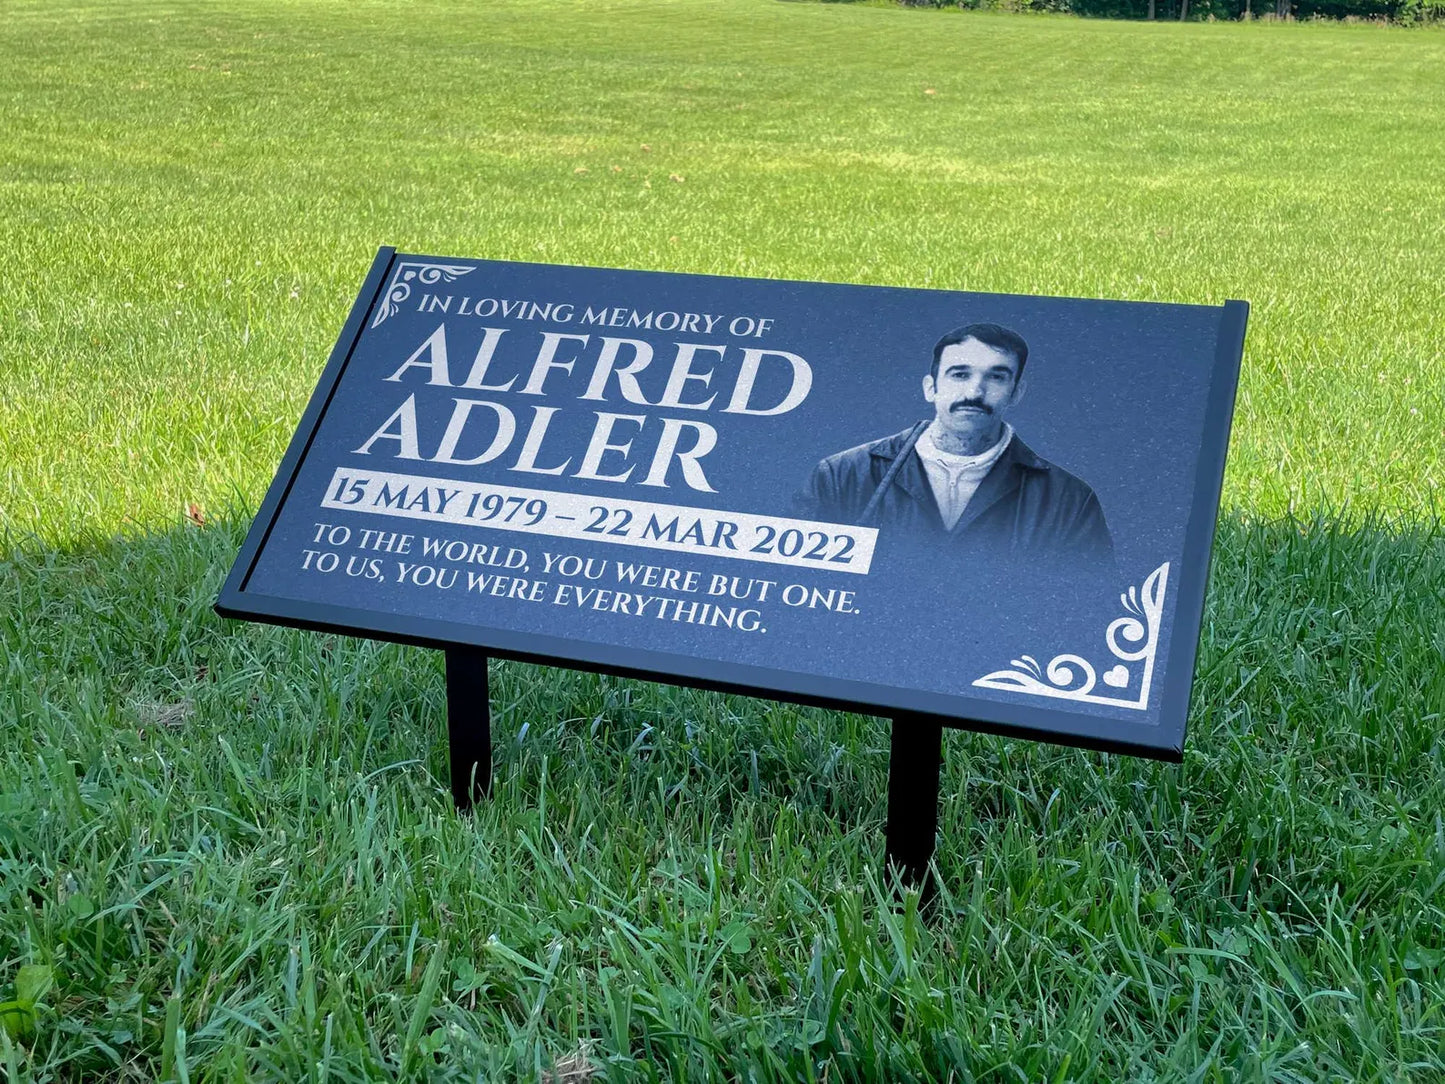 IN LOVING MEMORY OF
ALFRED
ADLER
15 MAY 1979 – 22 MAR 2022
TO THE WORLD, YOU WERE BUT ONE.
TO US, YOU WERE EVERYTHING.